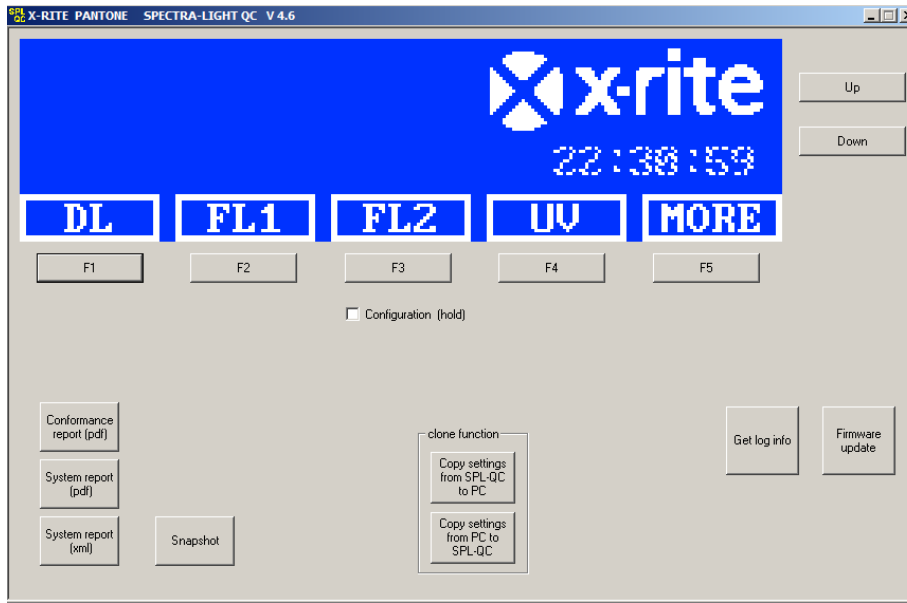 SPL QC X-RITE PANTONE SPECTRA-LIGHT QC V 4.6
x-rite
Up
22:30:59
Down
DL FL1 FL2 UV MORE
F1 F2 F3 F4 F5
Configuration (hold)
Conformance
report (pdf)
clone function
Get log info
Firmware
update
Copy settings
from SPL-QC
to PC
System report
(pdf)
Copy settings
from PC to
SPL-QC
System report
(xml)
Snapshot